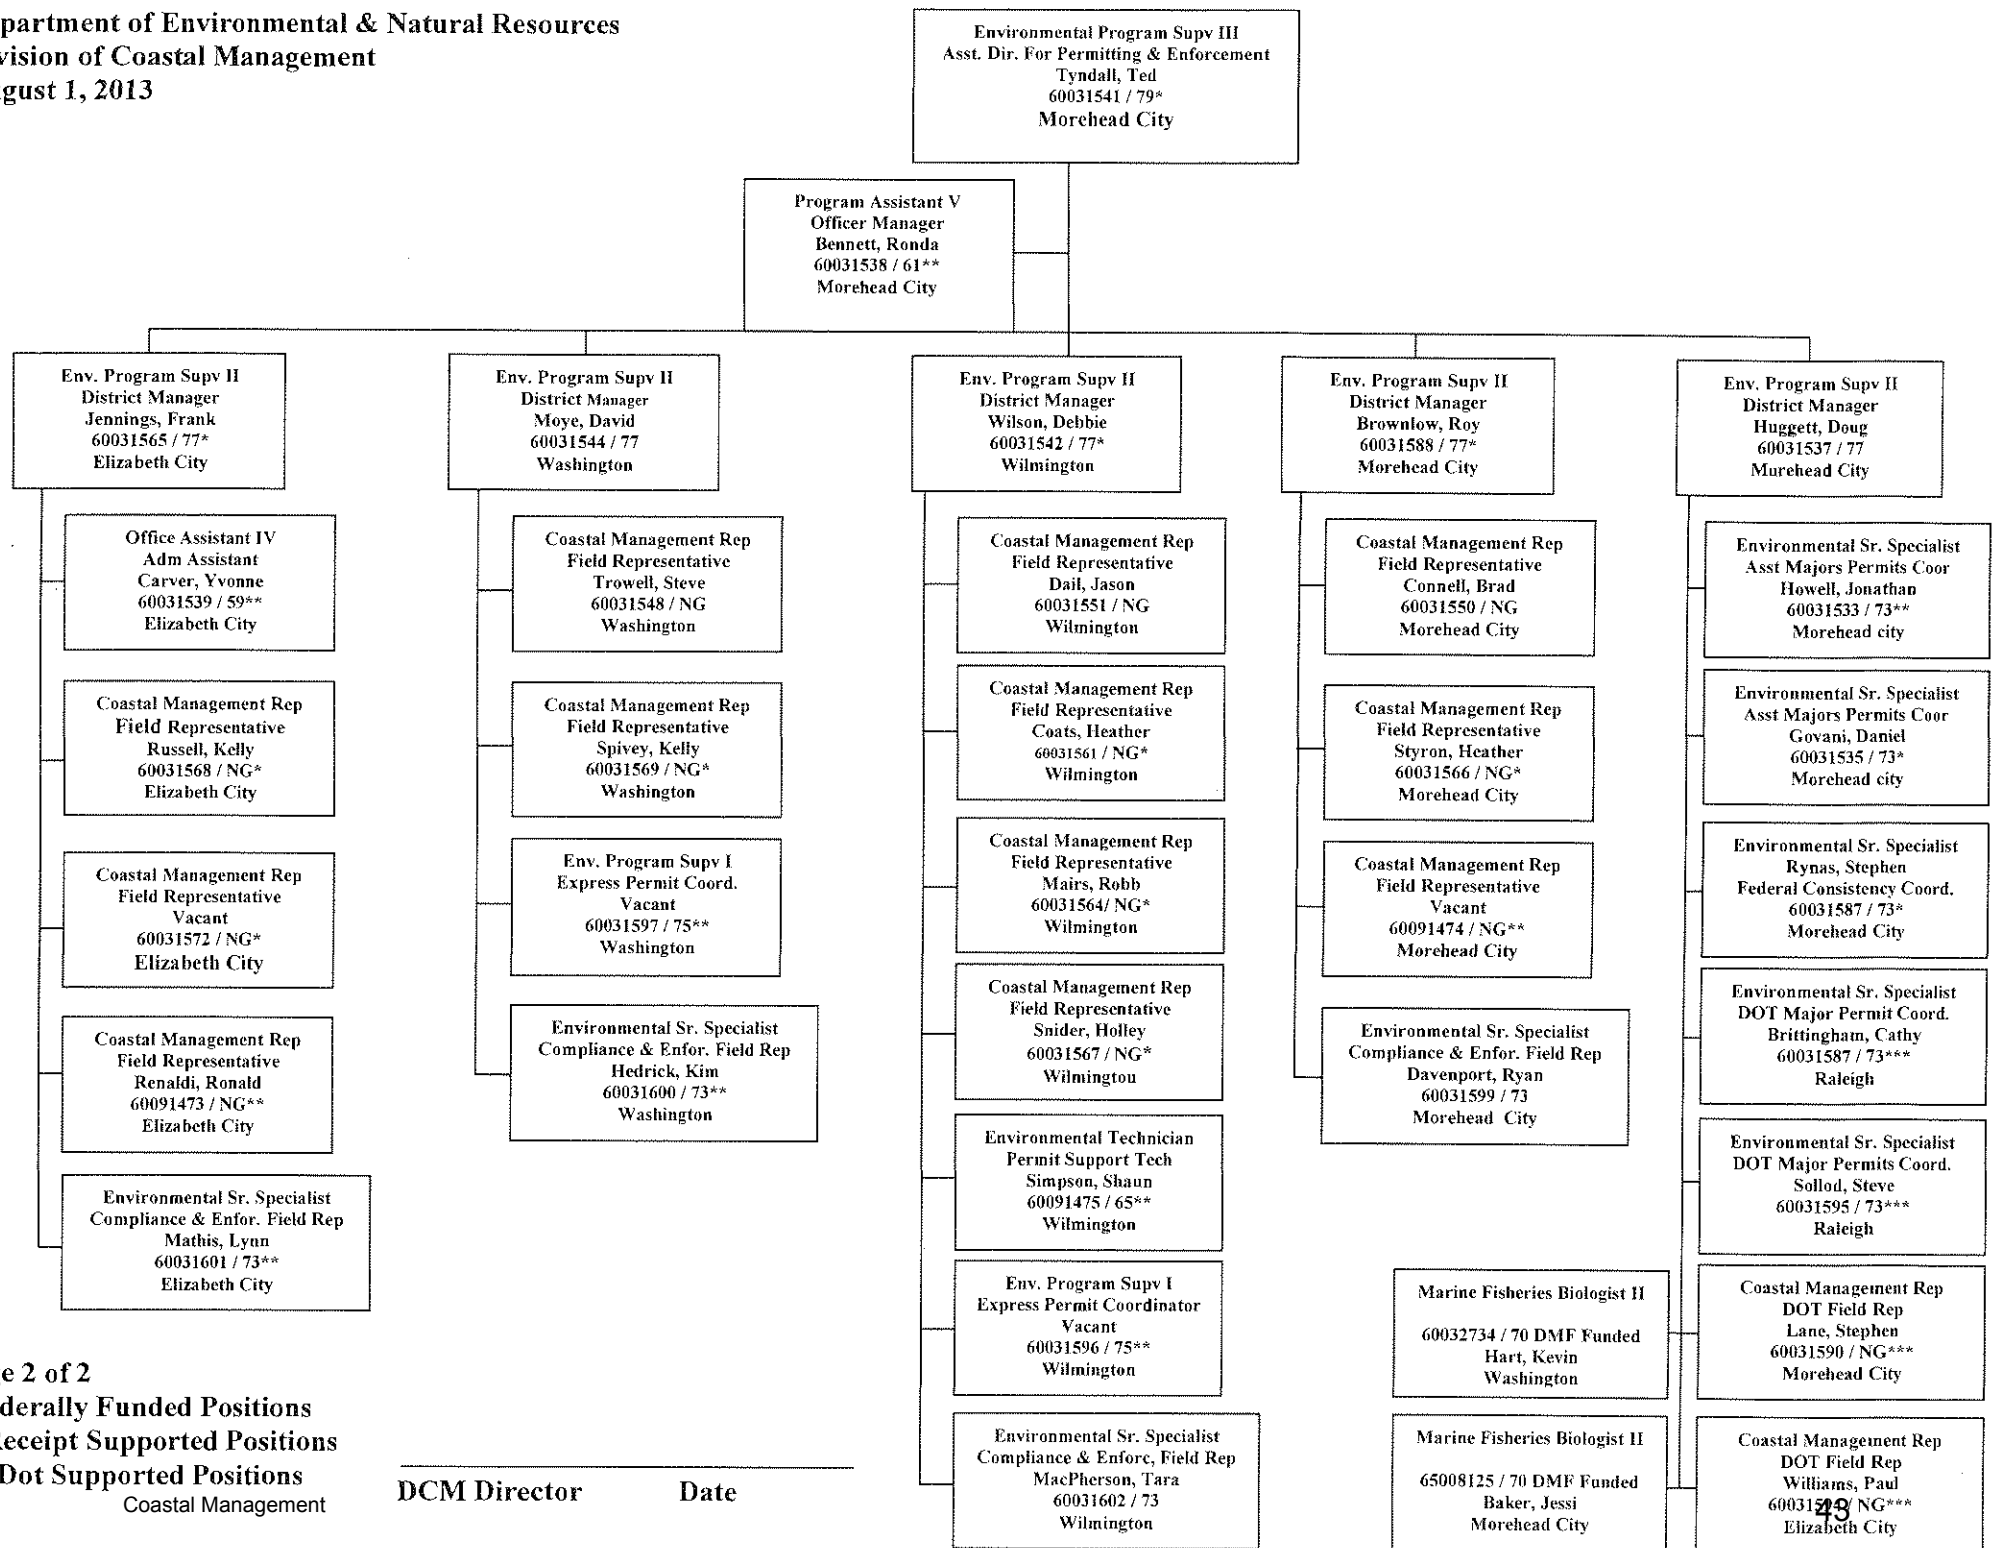 partment of Environmental & Natural Resources
vision of Coastal Management
gust 1, 2013
Environmental Program Supv III
Asst. Dir. For Permitting & Enforcement
Tyndall, Ted
60031541 / 79*
Morehead City
Program Assistant V
Officer Manager
Bennett, Ronda
60031538 / 61**
Morehead City
Env. Program Supv II
District Manager
Jennings, Frank
60031565 / 77*
Elizabeth City
Office Assistant IV
Adm Assistant
Carver, Yvonne
60031539 / 59**
Elizabeth City
Coastal Management Rep
Field Representative
Russell, Kelly
60031568 / NG*
Elizabeth City
Coastal Management Rep
Field Representative
Vacant
60031572 / NG*
Elizabeth City
Coastal Management Rep
Field Representative
Renaldi, Ronald
60091473 / NG**
Elizabeth City
Environmental Sr. Specialist
Compliance & Enfor. Field Rep
Mathis, Lynn
60031601 / 73**
Elizabeth City
Env. Program Supv II
District Manager
Moye, David
60031544 / 77
Washington
Coastal Management Rep
Field Representative
Trowell, Steve
60031548 / NG
Washington
Coastal Management Rep
Field Representative
Spivey, Kelly
60031569 / NG*
Washington
Env. Program Supv I
Express Permit Coord.
Vacant
60031597 / 75**
Washington
Environmental Sr. Specialist
Compliance & Enfor. Field Rep
Hedrick, Kim
60031600 / 73**
Washington
Env. Program Supv II
District Manager
Wilson, Debbie
60031542 / 77*
Wilmington
Coastal Management Rep
Field Representative
Dail, Jason
60031551 / NG
Wilmington
Coastal Management Rep
Field Representative
Coats, Heather
60031561 / NG*
Wilmington
Coastal Management Rep
Field Representative
Mairs, Robb
60031564/ NG*
Wilmington
Coastal Management Rep
Field Representative
Snider, Holley
60031567 / NG*
Wilmingtou
Environmental Technician
Permit Support Tech
Simpson, Shaun
60091475 / 65**
Wilmington
Env. Program Supv I
Express Permit Coordinator
Vacant
60031596 / 75**
Wilmington
Environmental Sr. Specialist
Compliance & Enforc, Field Rep
MacPherson, Tara
60031602 / 73
Wilmington
Env. Program Supv II
District Manager
Brownlow, Roy
60031588 / 77*
Morehead City
Coastal Management Rep
Field Representative
Connell, Brad
60031550 / NG
Morehead City
Coastal Management Rep
Field Representative
Styron, Heather
60031566 / NG*
Morehead City
Coastal Management Rep
Field Representative
Vacant
60091474 / NG**
Morehead City
Environmental Sr. Specialist
Compliance & Enfor. Field Rep
Davenport, Ryan
60031599 / 73
Morehead City
Env. Program Supv II
District Manager
Huggett, Doug
60031537 / 77
Murehead City
Environmental Sr. Specialist
Asst Majors Permits Coor
Howell, Jonathan
60031533 / 73**
Morehead city
Environmental Sr. Specialist
Asst Majors Permits Coor
Govani, Daniel
60031535 / 73*
Morehead city
Environmental Sr. Specialist
Rynas, Stephen
Federal Consistency Coord.
60031587 / 73*
Morehead City
Environmental Sr. Specialist
DOT Major Permit Coord.
Brittingham, Cathy
60031587 / 73***
Raleigh
Environmental Sr. Specialist
DOT Major Permits Coord.
Sollod, Steve
60031595 / 73***
Raleigh
Marine Fisheries Biologist II
60032734 / 70 DMF Funded
Hart, Kevin
Washington
Coastal Management Rep
DOT Field Rep
Lane, Stephen
60031590 / NG***
Morehead City
Marine Fisheries Biologist II
65008125 / 70 DMF Funded
Baker, Jessi
Morehead City
Coastal Management Rep
DOT Field Rep
Williams, Paul
NG***
Elizabeth City
e 2 of 2
derally Funded Positions
eceipt Supported Positions
Dot Supported Positions
Coastal Management
DCM Director Date
43